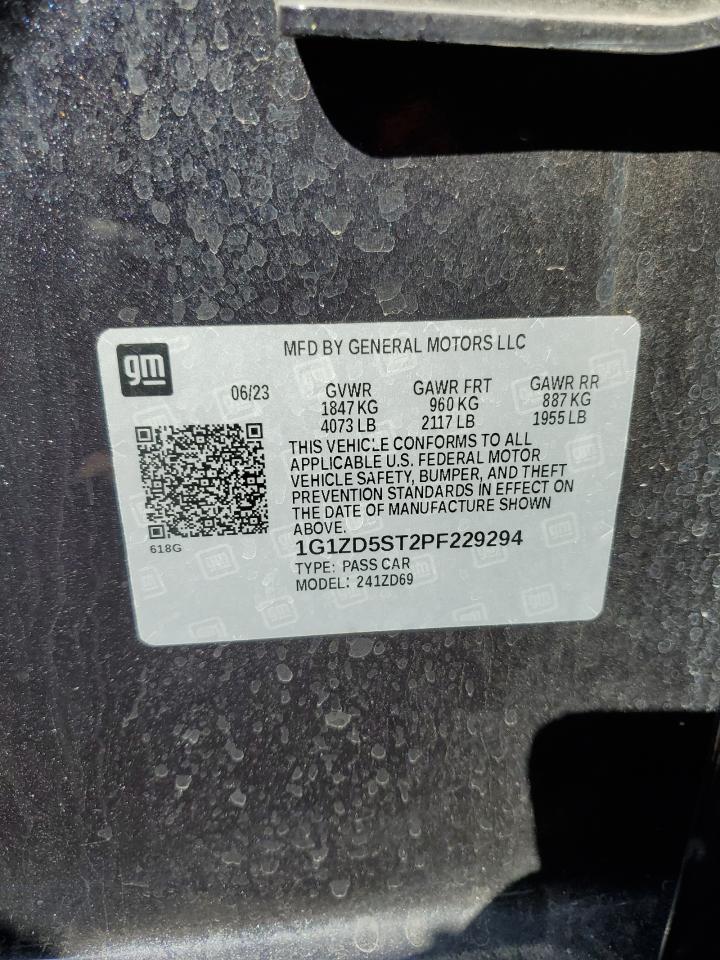 gm
MFD BY GENERAL MOTORS LLC
06/23
GVWR GAWR FRT GAWR RR
1847 KG 960 KG 887 KG
4073 LB 2117 LB 1955 LB
THIS VEHICLE CONFORMS TO ALL
APPLICABLE U.S. FEDERAL MOTOR
VEHICLE SAFETY, BUMPER, AND THEFT
PREVENTION STANDARDS IN EFFECT ON
THE DATE OF MANUFACTURE SHOWN
ABOVE.
618G
1G1ZD5ST2PF229294
TYPE: PASS CAR
MODEL: 241ZD69